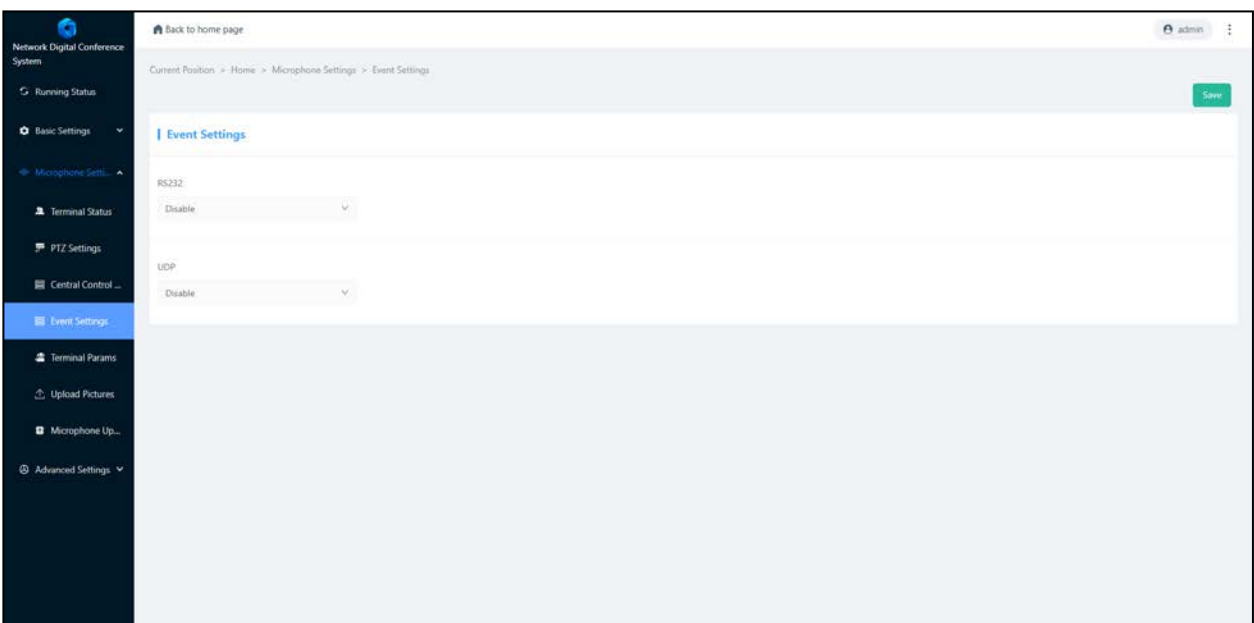 Network Digital Conference
System
Running Status
Basic Settings
Microphone Setti...
Terminal Status
PTZ Settings
Central Control ...
Event Settings
Terminal Params
Upload Pictures
Microphone Up...
Advanced Settings
Back to home page
admin
Current Position > Home > Microphone Settings > Event Settings
Save
Event Settings
RS232
Disable
UDP
Disable